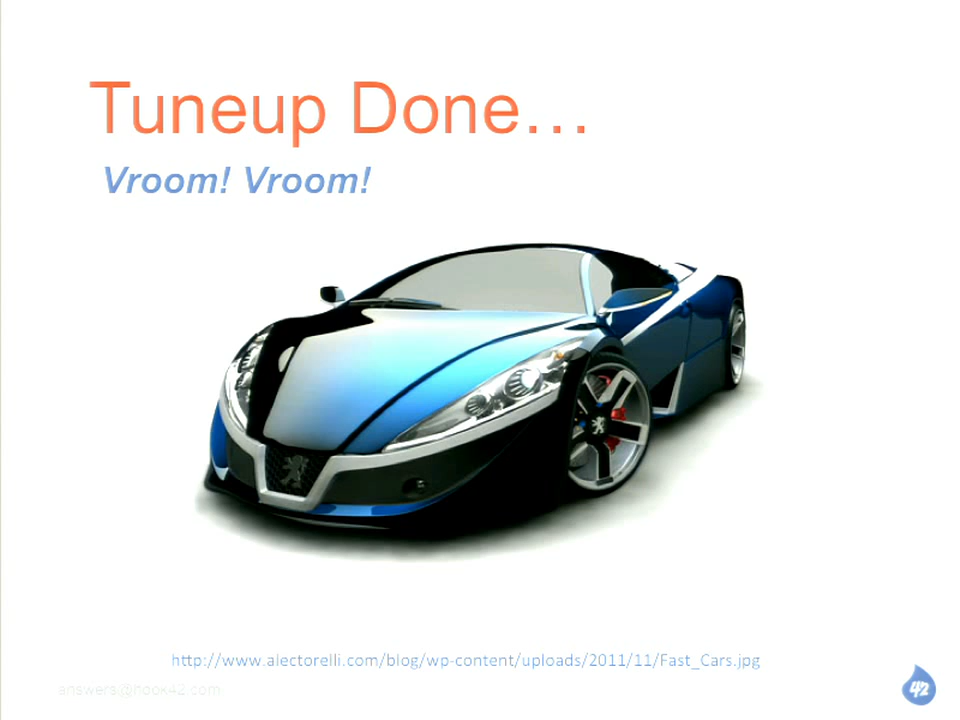 Tuneup Done…
Vroom! Vroom!
http://www.alectorelli.com/blog/wp-content/uploads/2011/11/Fast_Cars.jpg
answers@hook42.com
42